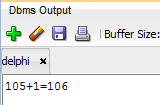 Dbms Output
Buffer Size:
delphi
105+1=106